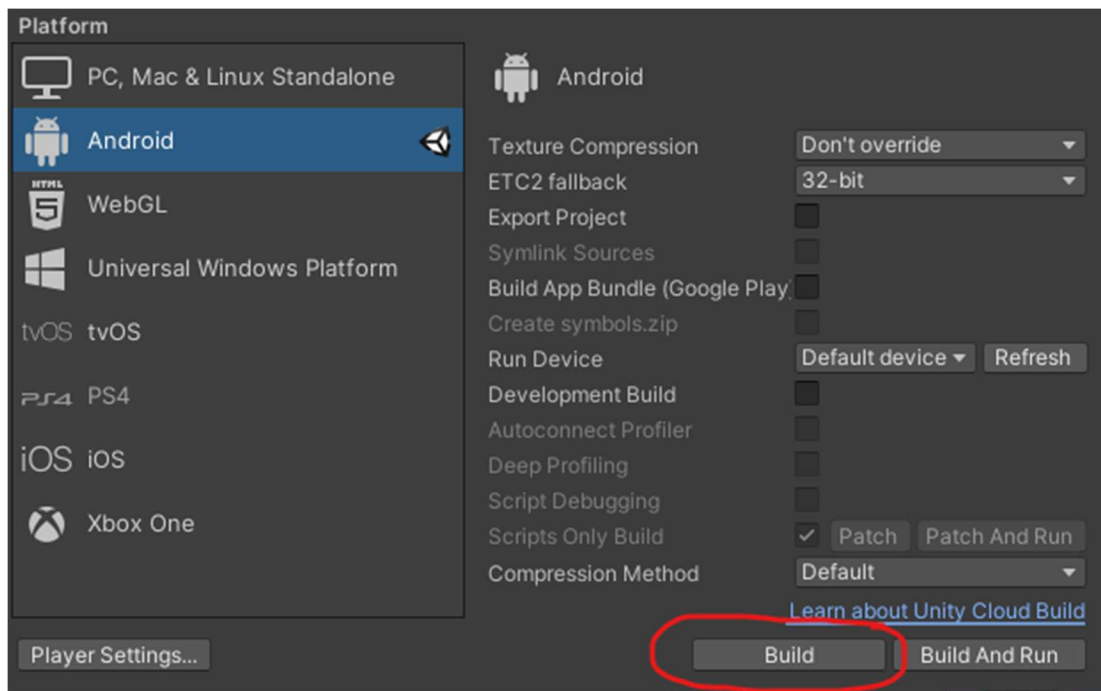 Platform
PC, Mac & Linux Standalone
Android
HTML
5
WebGL
Universal Windows Platform
tvOS tvOS
PS4 PS4
iOS iOS
Xbox One
Player Settings...
Android
Texture Compression Don't override
ETC2 fallback 32-bit
Export Project
Symlink Sources
Build App Bundle (Google Play)
Create symbols.zip
Run Device Default device Refresh
Development Build
Autoconnect Profiler
Deep Profiling
Script Debugging
Scripts Only Build Patch Patch And Run
Compression Method Default
Learn about Unity Cloud Build
Build Build And Run